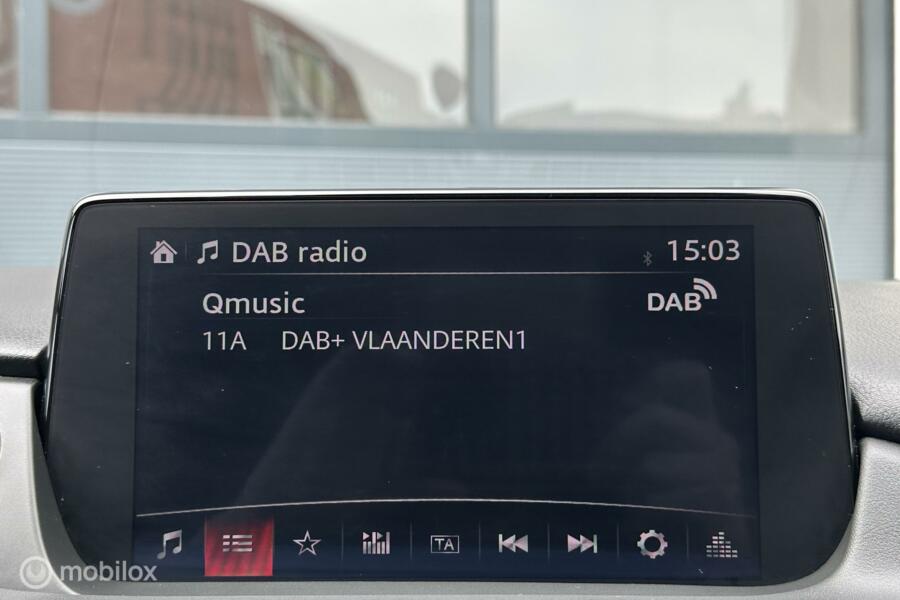 DAB radio 15:03
Qmusic DAB
11A DAB+ VLAANDEREN1
TA
mobilox